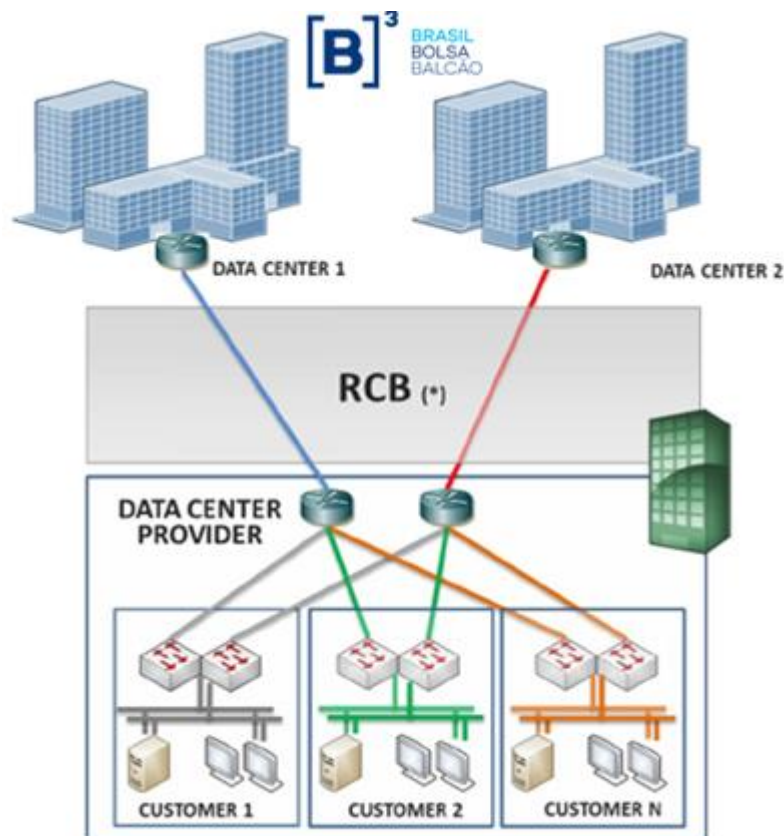 [B]³
BRASIL
BOLSA
BALCÃO
DATA CENTER 1
DATA CENTER 2
RCB (*)
DATA CENTER
PROVIDER
CUSTOMER 1
CUSTOMER 2
CUSTOMER N